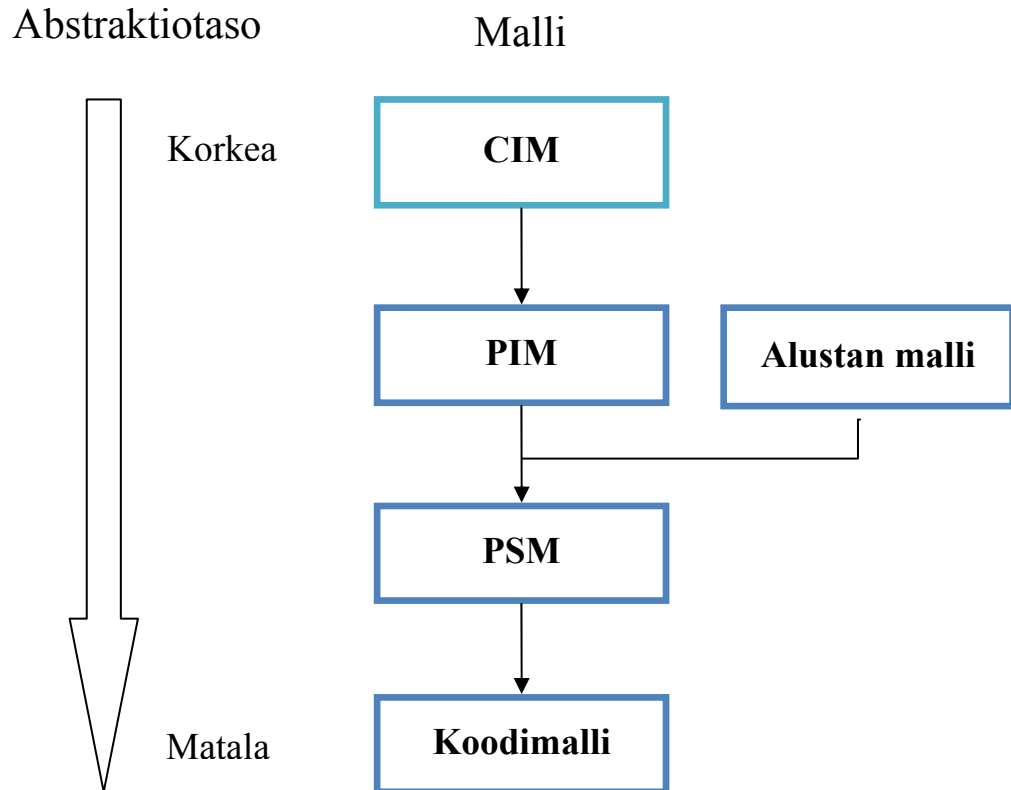 Abstraktiotaso
Malli
Korkea
CIM
PIM
Alustan malli
PSM
Matala
Koodimalli